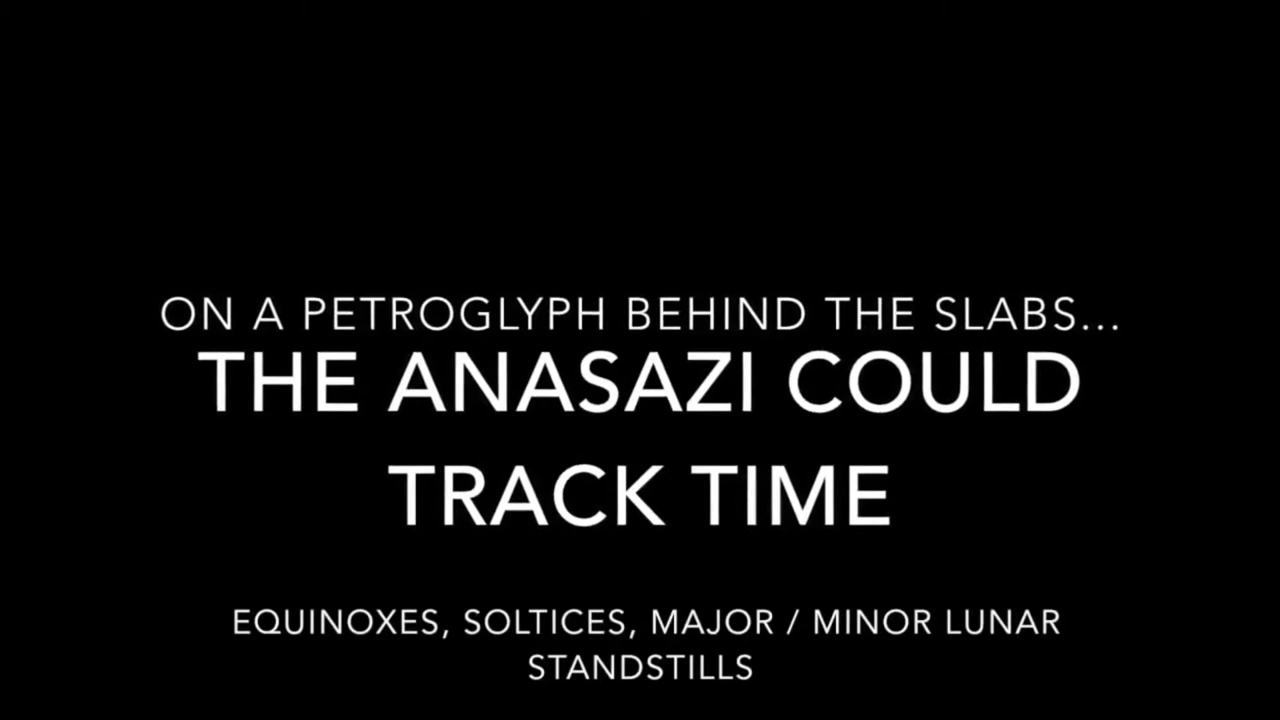 ON A PETROGLYPH BEHIND THE SLABS...
THE ANASAZI COULD
TRACK TIME
EQUINOXES, SOLTICES, MAJOR / MINOR LUNAR
STANDSTILLS